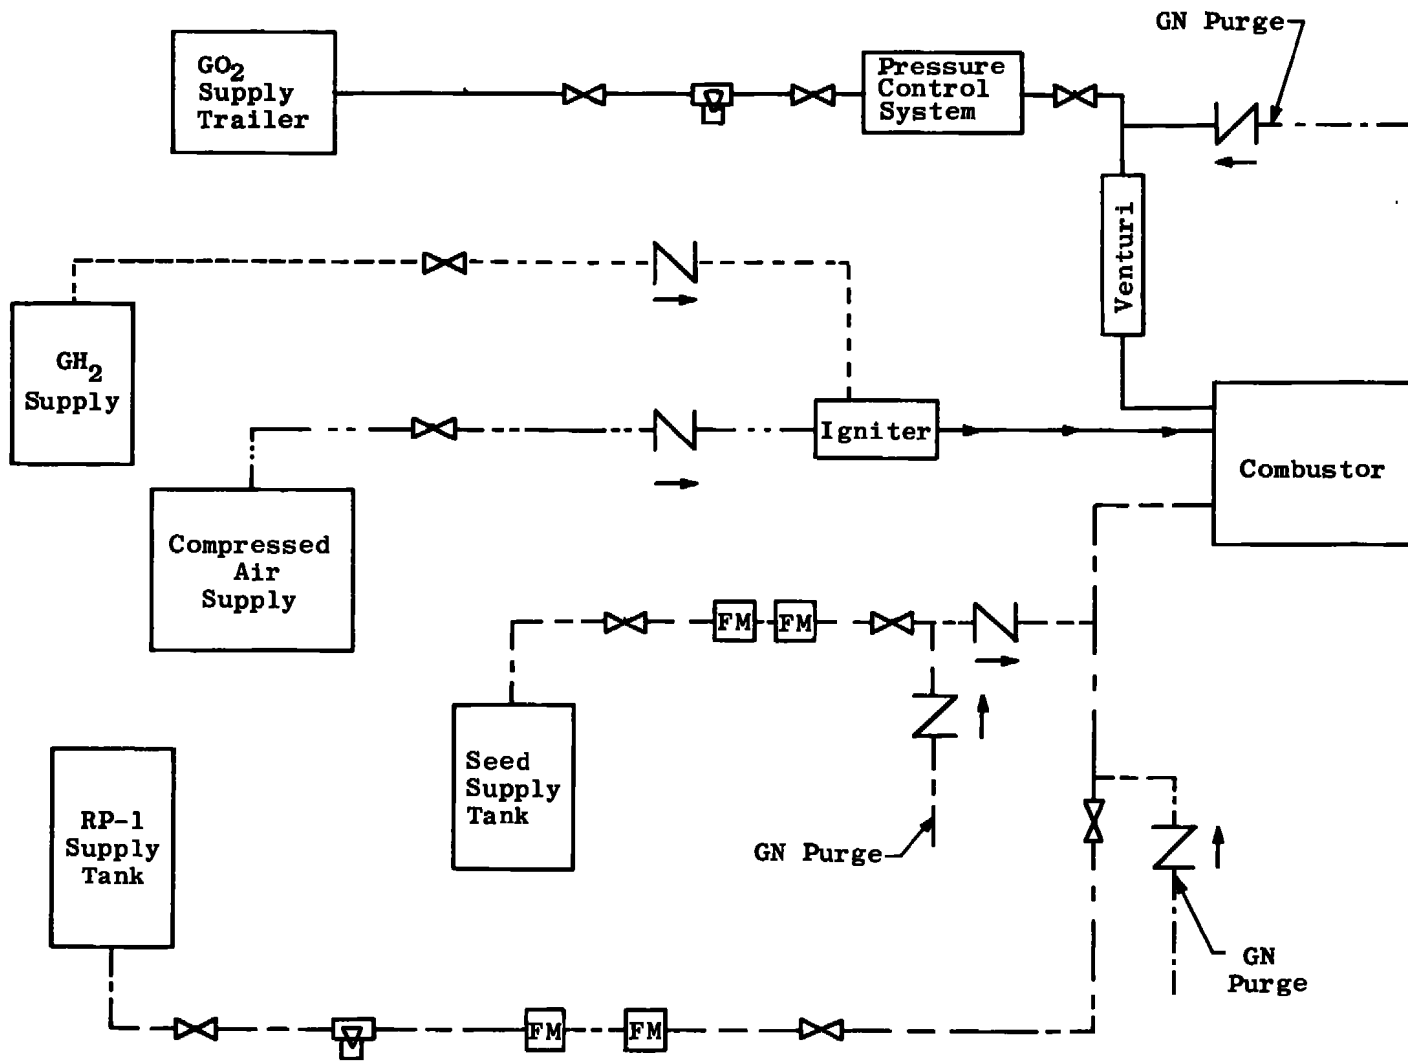 GN Purge
GO2
Supply
Trailer
Pressure
Control
System
Venturi
GH2
Supply
Igniter
Combustor
Compressed
Air
Supply
FM FM
Seed
Supply
Tank
RP-1
Supply
Tank
GN Purge
GN
Purge
FM FM